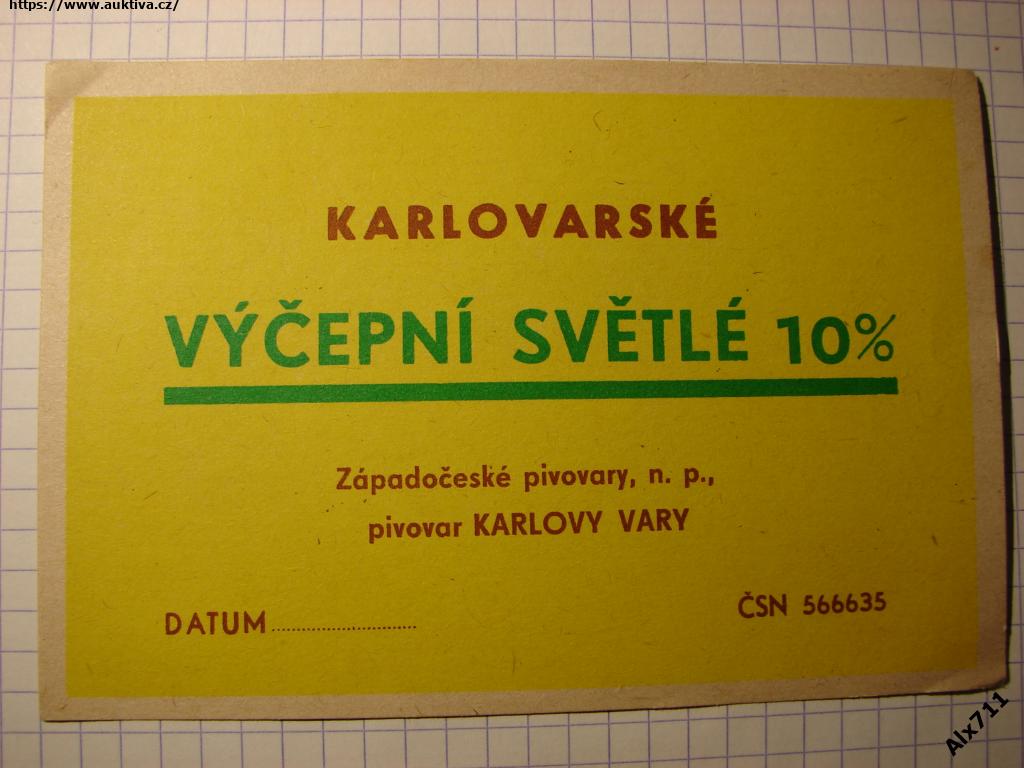 https://www.auktiva.cz/
KARLOVARSKÉ
VÝČEPNÍ SVĚTLÉ 10%
Západočeské pivovary, n. p.,
pivovar KARLOVY VARY
DATUM..............................
ČSN 566635
Alx711